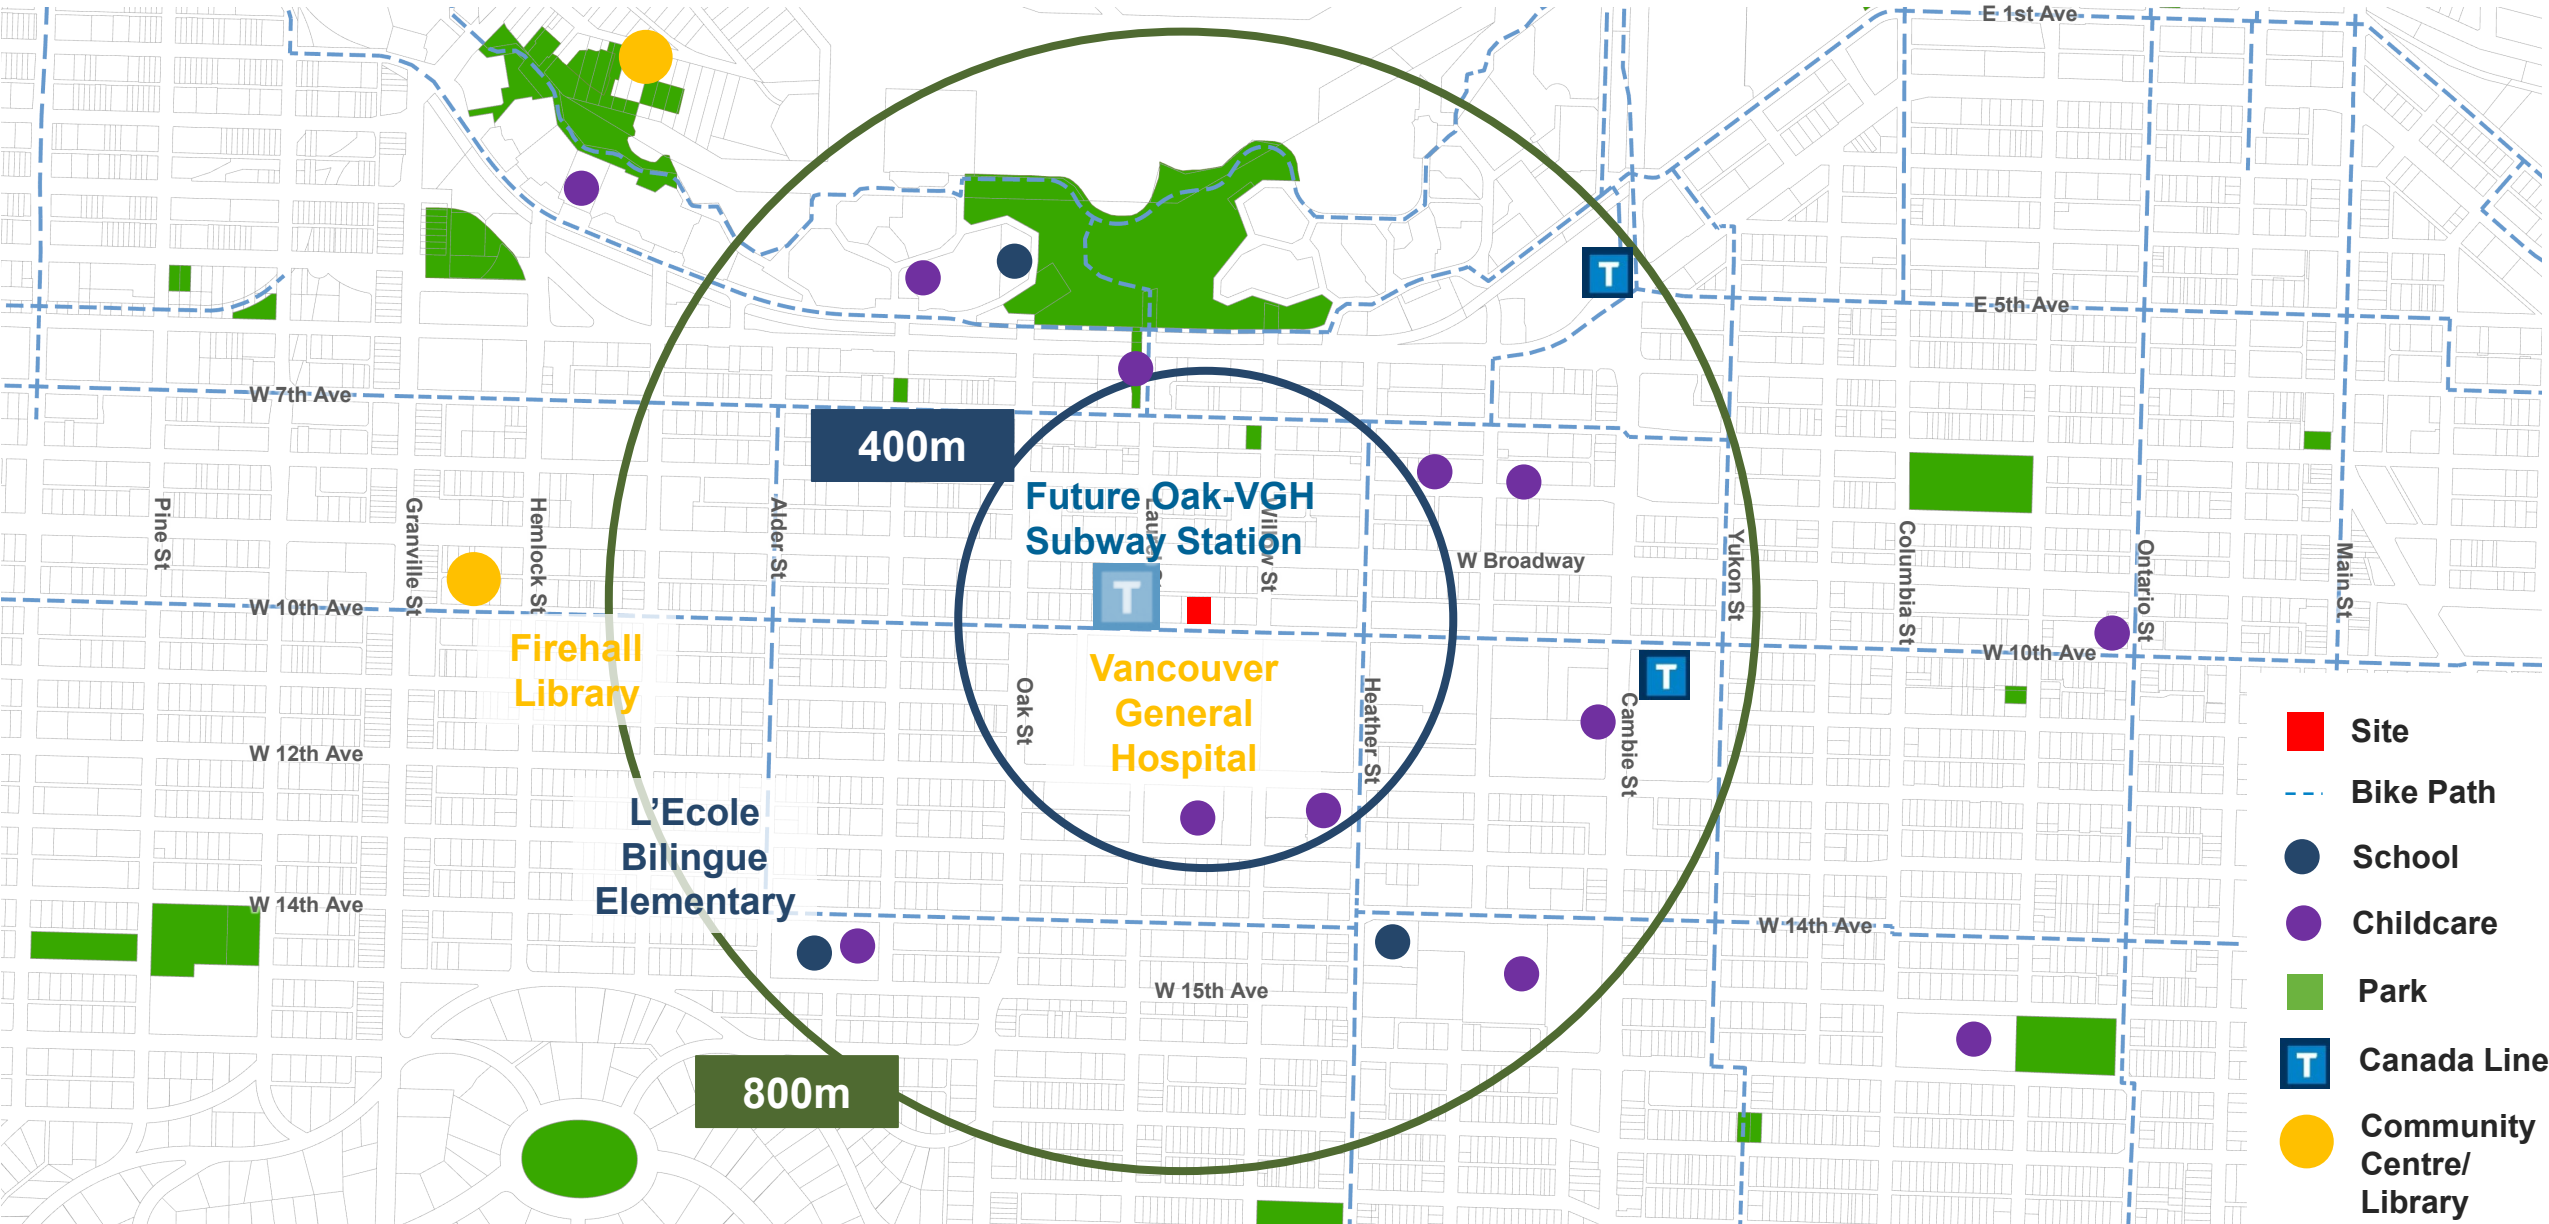 E 1st Ave
E 5th Ave
W 7th Ave
400m
Future Oak-VGH
Subway Station
Pine St
Granville St
Hemlock St
Alder St
Willow St
W Broadway
Yukon St
Columbia St
Ontario St
Main St
T
T
T
W 10th Ave
W 10th Ave
Firehall
Library
Vancouver
General
Hospital
Oak St
Heather St
Cambie St
W 12th Ave
L'Ecole
Bilingue
Elementary
W 14th Ave
W 14th Ave
W 15th Ave
800m
Site
Bike Path
School
Childcare
Park
T
Canada Line
Community
Centre/
Library